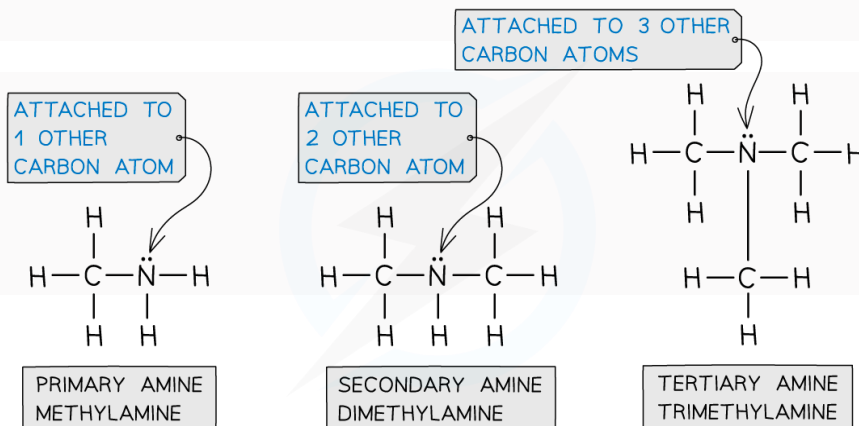 ATTACHED TO 3 OTHER
CARBON ATOMS
ATTACHED TO
1 OTHER
CARBON ATOM
ATTACHED TO
2 OTHER
CARBON ATOM
H
H—C—N̈—H
H H
H H
H—C—N̈—C—H
H H H
H H
H—C—N̈—C—H
H H
H—C—H
H
PRIMARY AMINE
METHYLAMINE
SECONDARY AMINE
DIMETHYLAMINE
TERTIARY AMINE
TRIMETHYLAMINE